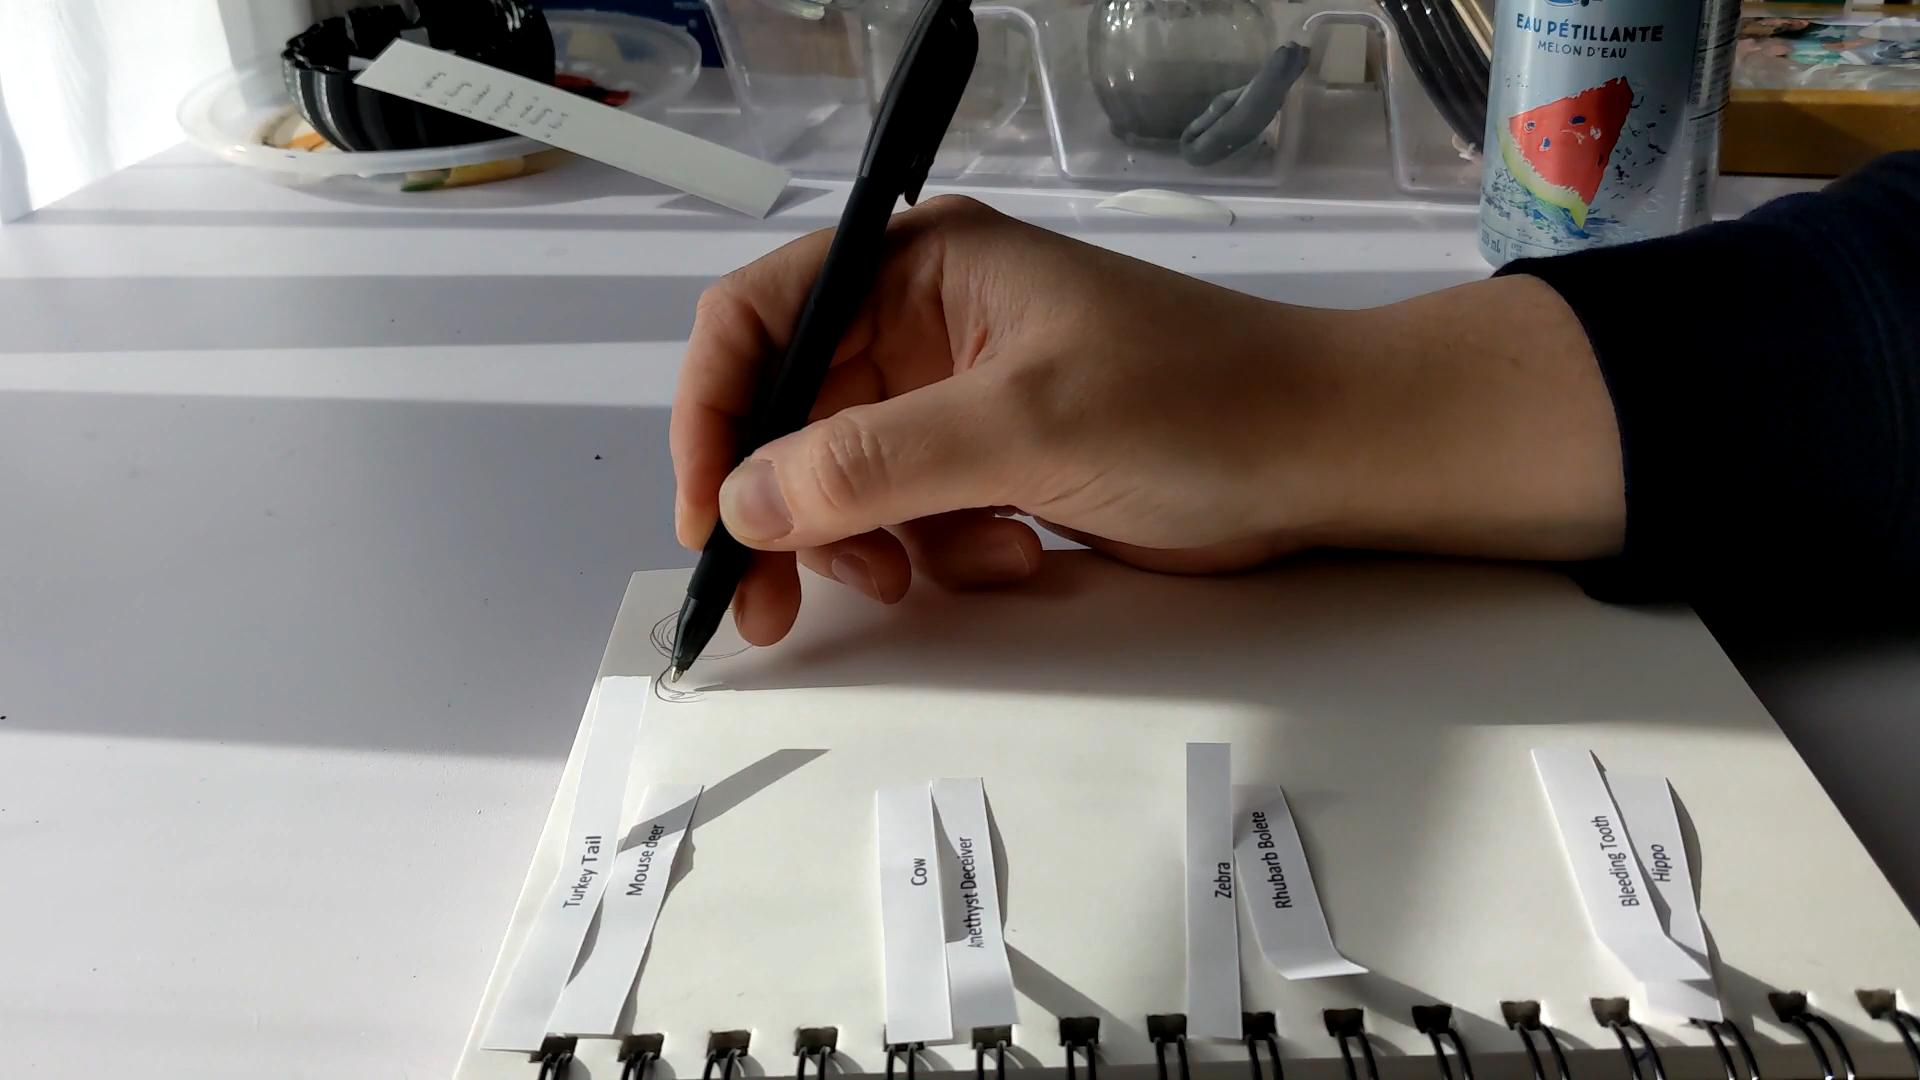 EAU PÉTILLANTE
MELON D'EAU
Turkey Tail
Mouse deer
Cow
Amethyst Deceiver
Zebra
Rhubarb Bolete
Bleeding Tooth
Hippo